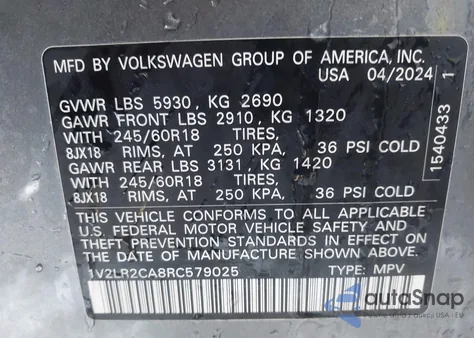 MFD BY VOLKSWAGEN GROUP OF AMERICA, INC.
USA 04/2024
GVWR LBS 5930, KG 2690
GAWR FRONT LBS 2910, KG 1320
WITH 245/60R18 TIRES,
8JX18 RIMS, AT 250 KPA, 36 PSI COLD
GAWR REAR LBS 3131, KG 1420
WITH 245/60R18 TIRES,
8JX18 RIMS, AT 250 KPA, 36 PSI COLD
THIS VEHICLE CONFORMS TO ALL APPLICABLE
U.S. FEDERAL MOTOR VEHICLE SAFETY AND
THEFT PREVENTION STANDARDS IN EFFECT ON
THE DATE OF MANUFACTURE SHOWN ABOVE.
1V2LR2CA8RC579025 TYPE: MPV
1540433 1
autoSnap